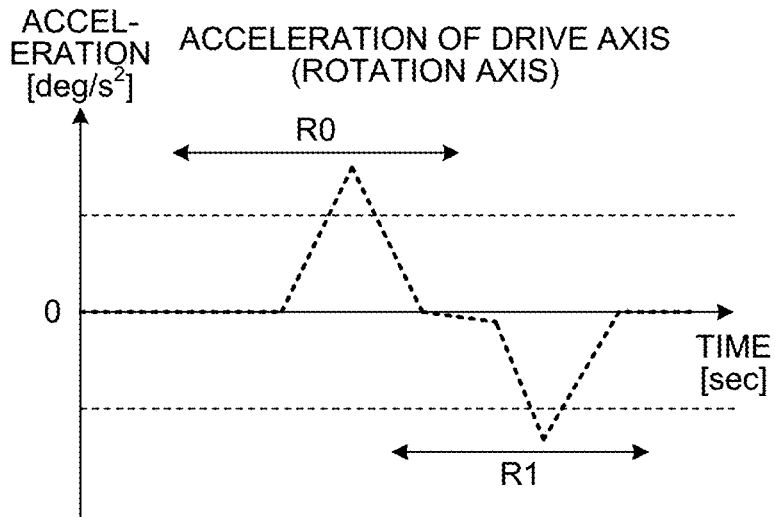 ACCEL-
ERATION
[deg/s²]
ACCELERATION OF DRIVE AXIS
(ROTATION AXIS)
R0
0
TIME
[sec]
R1